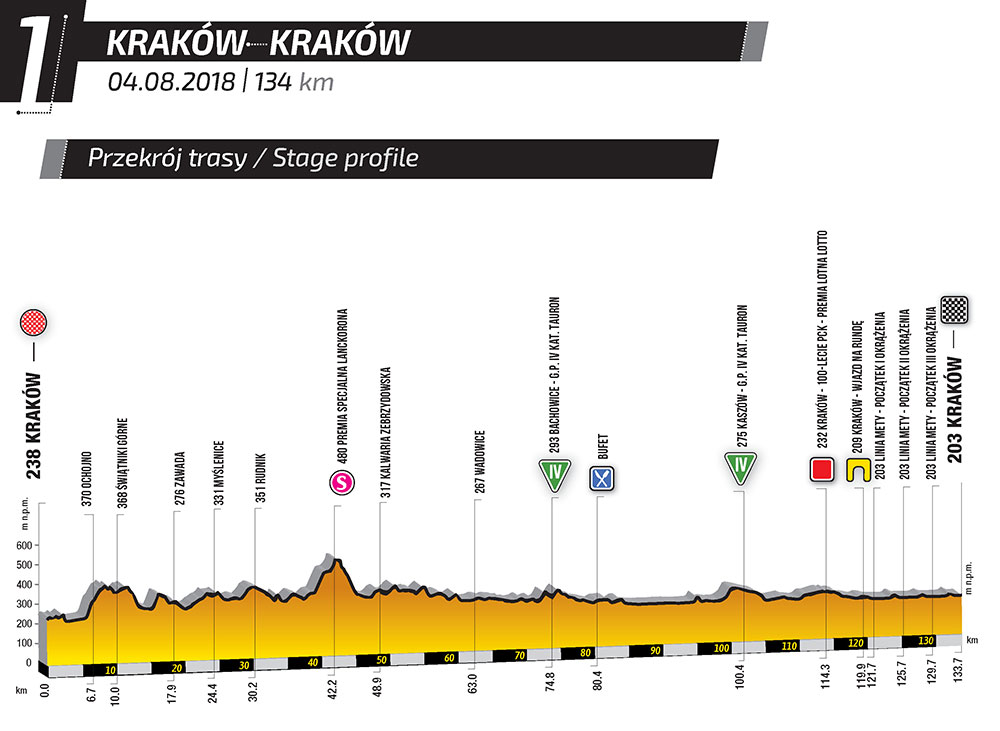 1
KRAKÓW KRAKÓW
04.08.2018 | 134 km
Przekrój trasy / Stage profile
238 KRAKÓW
370 OCHOJNO
368 ŚWIĄTNIKI GÓRNE
276 ZAWADA
331 MYŚLENICE
351 RUDNIK
S
480 PREMIA SPECJALNA LANCKORONA
317 KALWARIA ZEBRZYDOWSKA
267 WADOWICE
IV
293 BACHOWICE - G.P. IV KAT. TAURON
BUFET
IV
275 KASZÓW - G.P. IV KAT. TAURON
232 KRAKÓW - 100-LECIE PCK - PREMIA LOTNA LOTTO
209 KRAKÓW - WJAZD NA RUNDĘ
203 LINIA METY - POCZĄTEK I OKRĄŻENIA
203 LINIA METY - POCZĄTEK II OKRĄŻENIA
203 LINIA METY - POCZĄTEK III OKRĄŻENIA
203 KRAKÓW
m n.p.m.
600
500
400
300
200
100
0
m n.p.m.
km
10 20 30 40 50 60 70 80 90 100 110 120 130
km
0.0 6.7 10.0 17.9 24.4 30.2 42.2 48.9 63.0 74.8 80.4 100.4 114.3 119.9 121.7 125.7 129.7 133.7